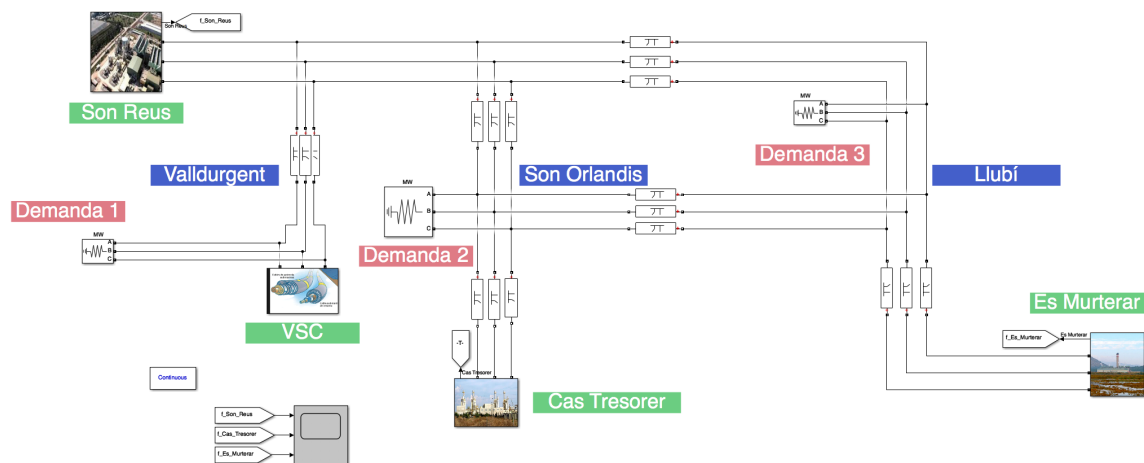 f_Son_Reus
Son Reus
Son Reus
MW
A
B
C
Demanda 3
Valldurgent
Son Orlandis
Llubí
MW
A
B
C
Demanda 1
MW
A
B
C
Demanda 2
VSC
Es Murterar
f_Es_Murterar
Es Murterar
-T-
Cas Tresorer
Continuous
Cas Tresorer
f_Son_Reus
f_Cas_Tresorer
f_Es_Murterar